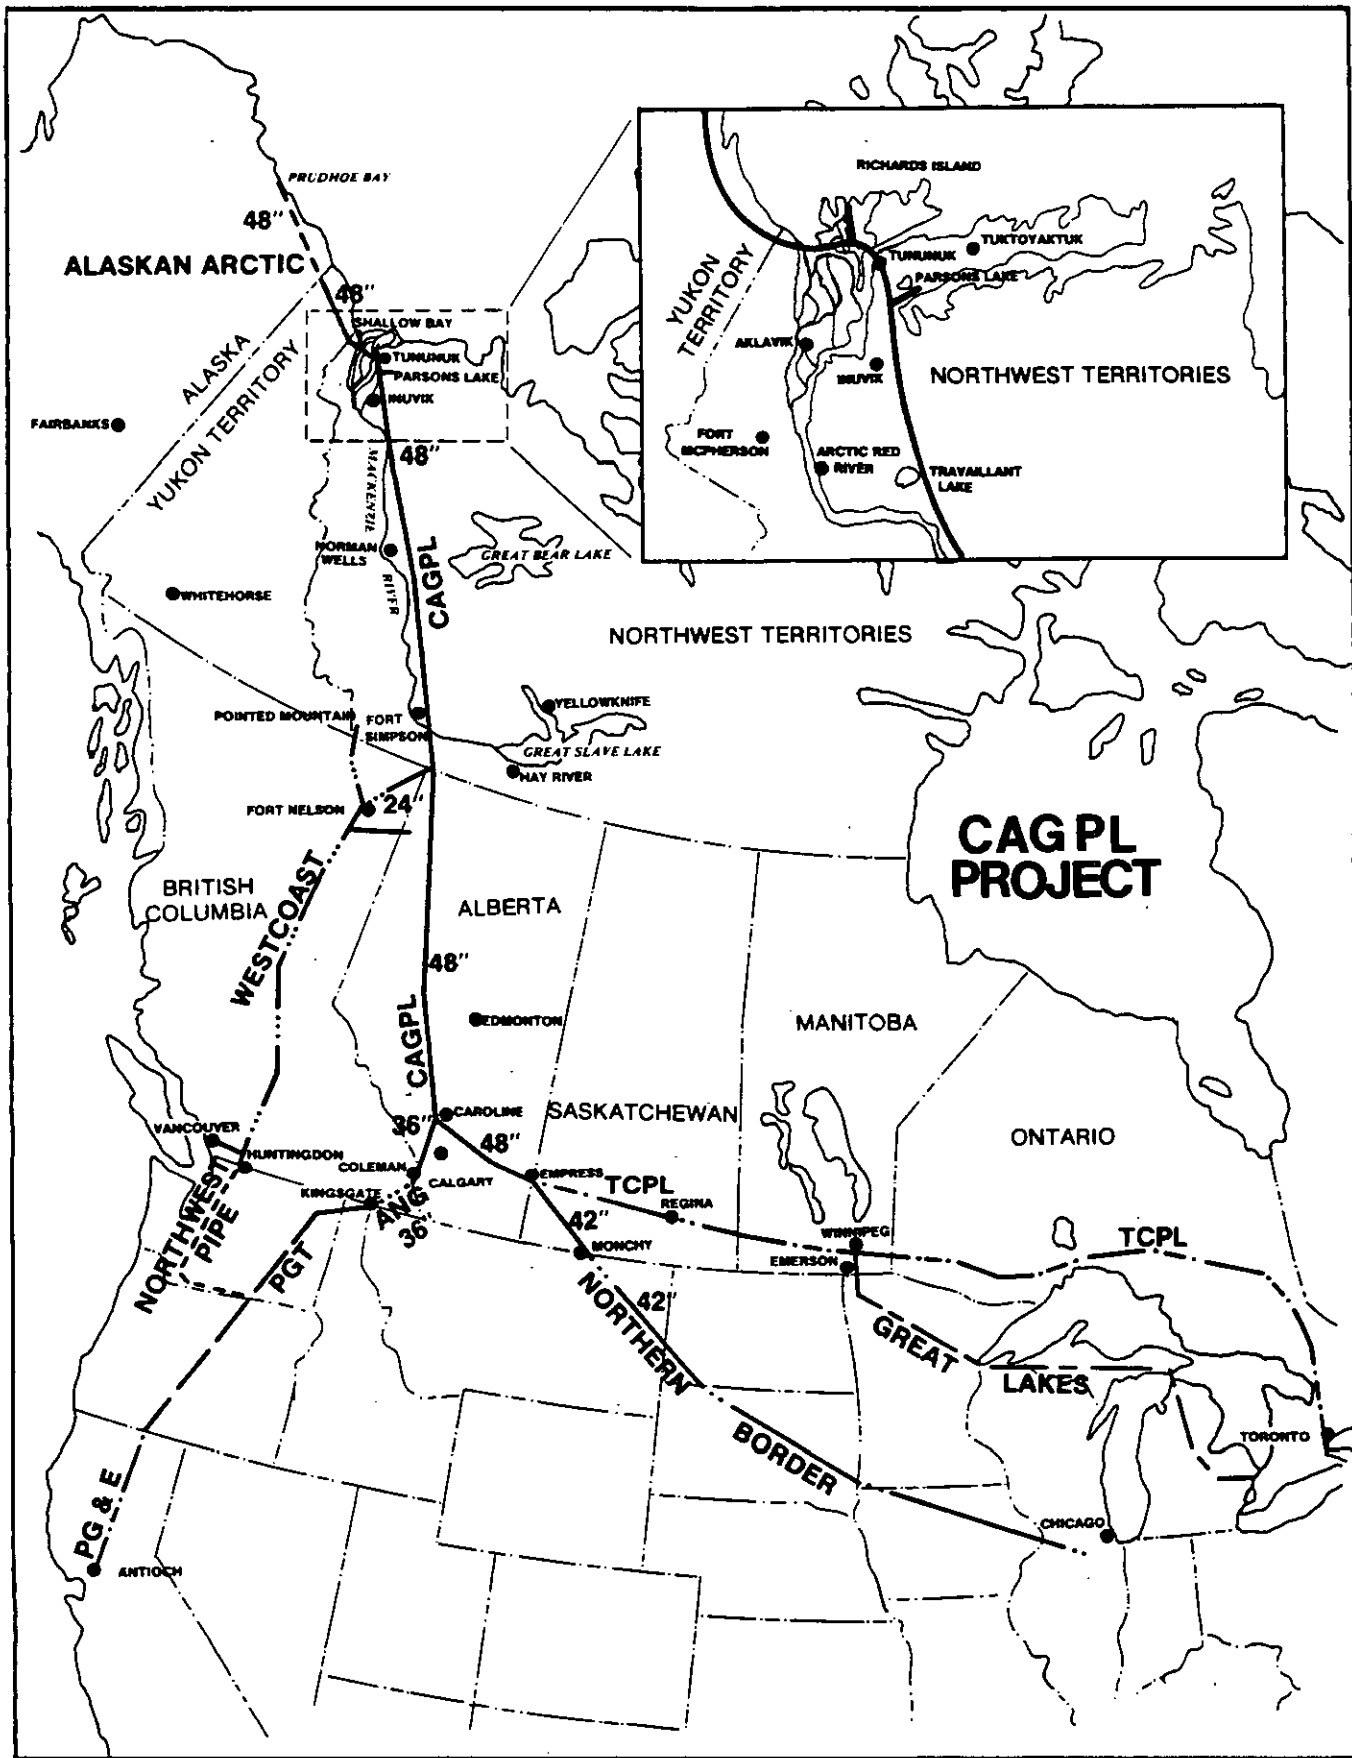 PRUDHOE BAY
48"
ALASKAN ARCTIC
48"
SHALLOW BAY
TUNUNUK
PARSONS LAKE
INUVIK
ALASKA
YUKON TERRITORY
FAIRBANKS
48"
MACKENZIE
RIVER
NORMAN
WELLS
GREAT BEAR LAKE
CAGPL
WHITEHORSE
NORTHWEST TERRITORIES
RICHARDS ISLAND
TUKTOYAKTUK
TUNUNUK
PARSONS LAKE
YUKON
TERRITORY
AKLAVIK
INUVIK
NORTHWEST TERRITORIES
FORT
MCPHERSON
ARCTIC RED
RIVER
TRAVAILLANT
LAKE
YELLOWKNIFE
POINTED MOUNTAIN
FORT
SIMPSON
GREAT SLAVE LAKE
HAY RIVER
FORT NELSON
24"
CAGPL
PROJECT
BRITISH
COLUMBIA
WESTCOAST
ALBERTA
48"
CAGPL
EDMONTON
MANITOBA
SASKATCHEWAN
ONTARIO
36"
CAROLINE
48"
VANCOUVER
HUNTINGDON
COLEMAN
CALGARY
EMPRESS
TCPL
REGINA
KINGSGATE
ANG
36"
42"
MONCHY
WINNIPEG
EMERSON
TCPL
NORTHWEST
PIPE
PGT
42"
NORTHERN
BORDER
GREAT
LAKES
TORONTO
PG & E
ANTIOCH
CHICAGO